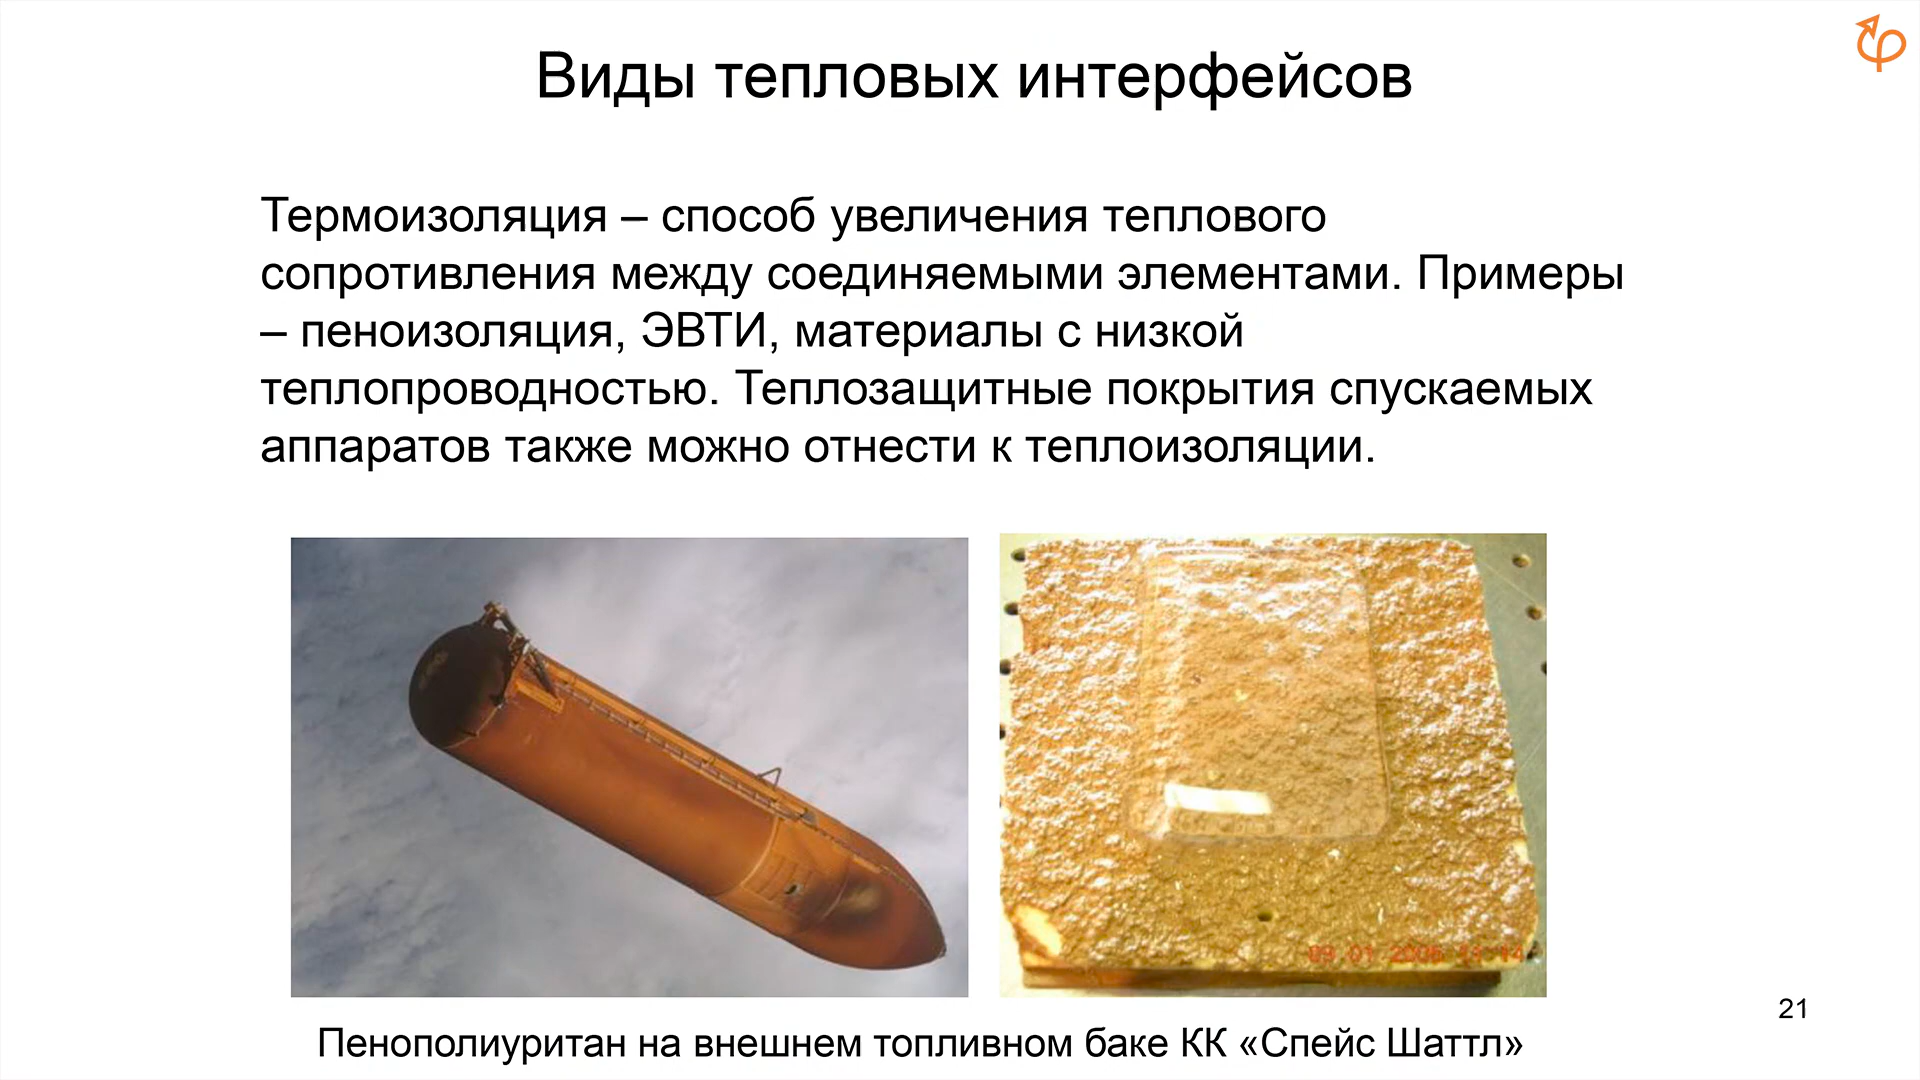 Виды тепловых интерфейсов
Термоизоляция – способ увеличения теплового
сопротивления между соединяемыми элементами. Примеры
– пеноизоляция, ЭВТИ, материалы с низкой
теплопроводностью. Теплозащитные покрытия спускаемых
аппаратов также можно отнести к теплоизоляции.
21
Пенополиуритан на внешнем топливном баке КК «Спейс Шаттл»